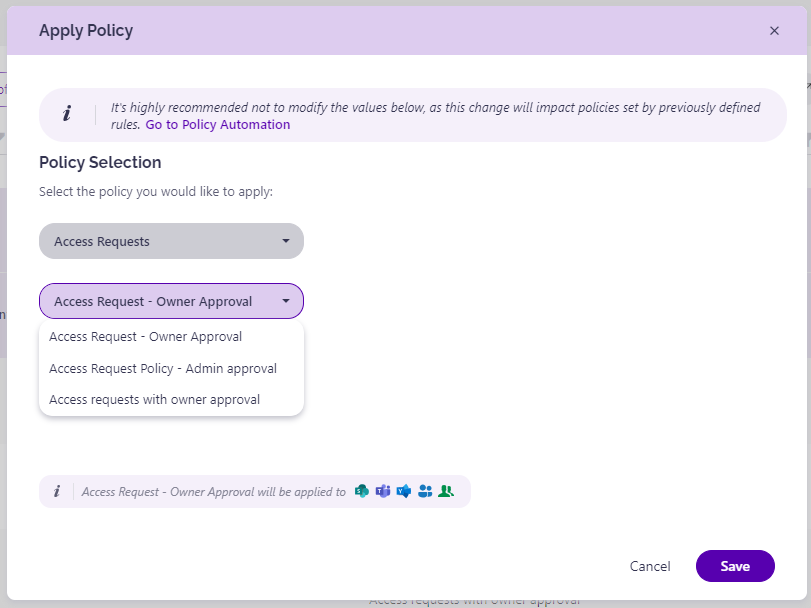 Apply Policy
It's highly recommended not to modify the values below, as this change will impact policies set by previously defined
rules. Go to Policy Automation
Policy Selection
Select the policy you would like to apply:
Access Requests
Access Request - Owner Approval
Access Request - Owner Approval
Access Request Policy - Admin approval
Access requests with owner approval
Access Request - Owner Approval will be applied to
Cancel
Save
Access requests with owner approval